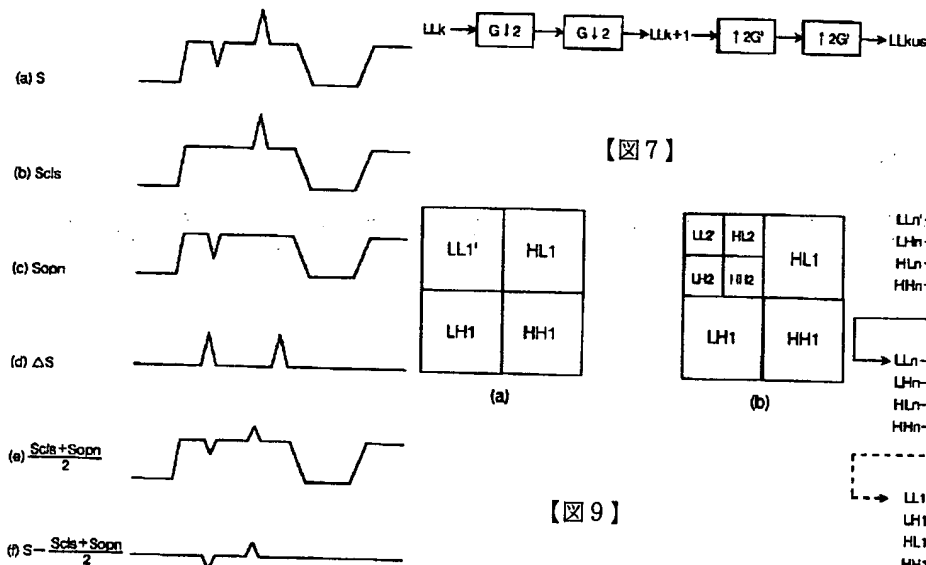 (a) S
(b) Scls
(c) Sopn
(d) △S
(e) Scls+Sopn
2
(f) S− Scls+Sopn
2
LLk G↓2 G↓2 LLk+1 ↑2G' ↑2G' LLkus
【図7】
LL1' HL1
LH1 HH1
(a)
LL2' HL2
LH2 HH2
HL1
LH1 HH1
(b)
【図9】
LLn'
LHn
HLn
HHn
LLn
LHn
HLn
HHn
LL1
LH1
HL1
HH1